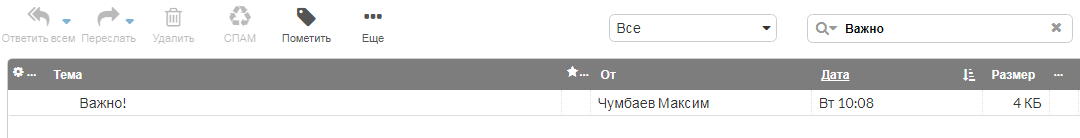 Ответить всем Переслать Удалить СПАМ Пометить Еще
Все
Важно
... Тема ... От Дата Размер ...
Важно! Чумбаев Максим Вт 10:08 4 КБ